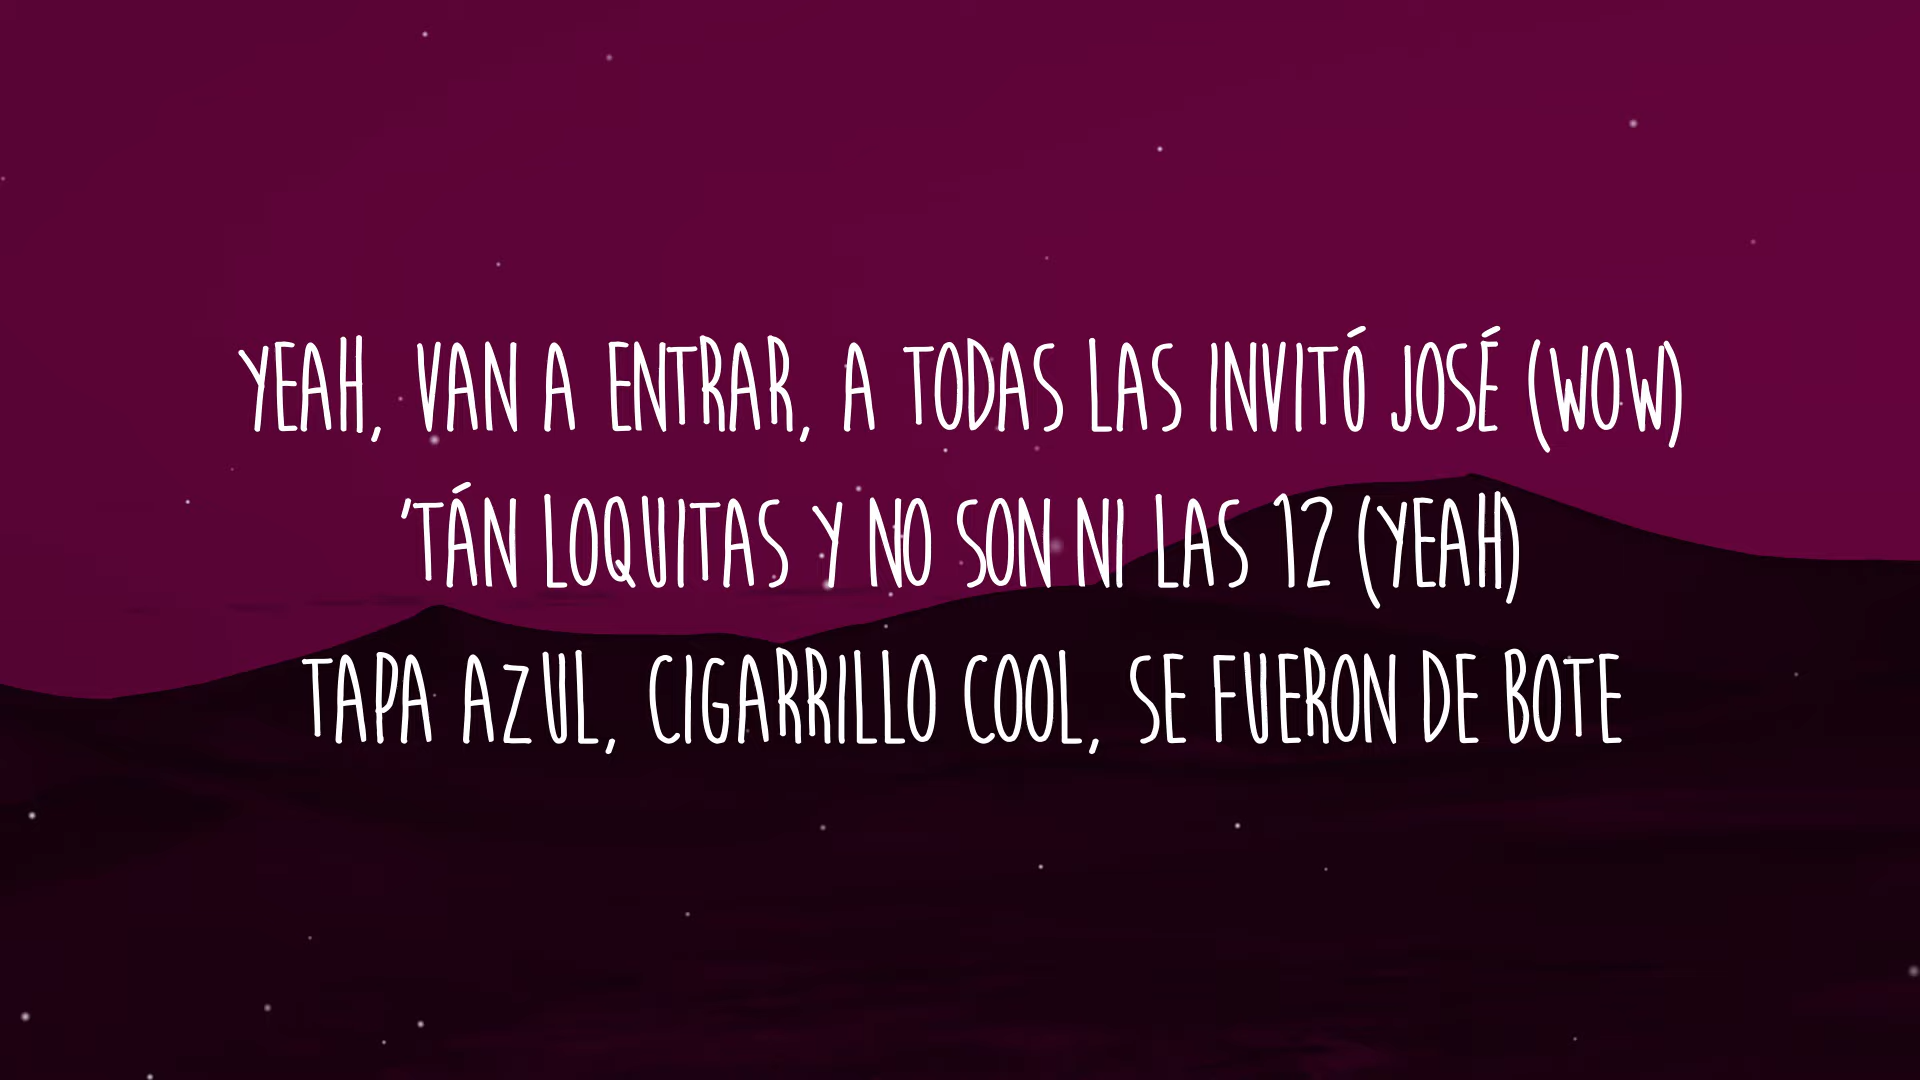 YEAH, VAN A ENTRAR, A TODAS LAS INVITÓ JOSÉ (WOW)
'TÁN LOQUITAS Y NO SON NI LAS 12 (YEAH)
TAPA AZUL, CIGARRILLO COOL, SE FUERON DE BOTE